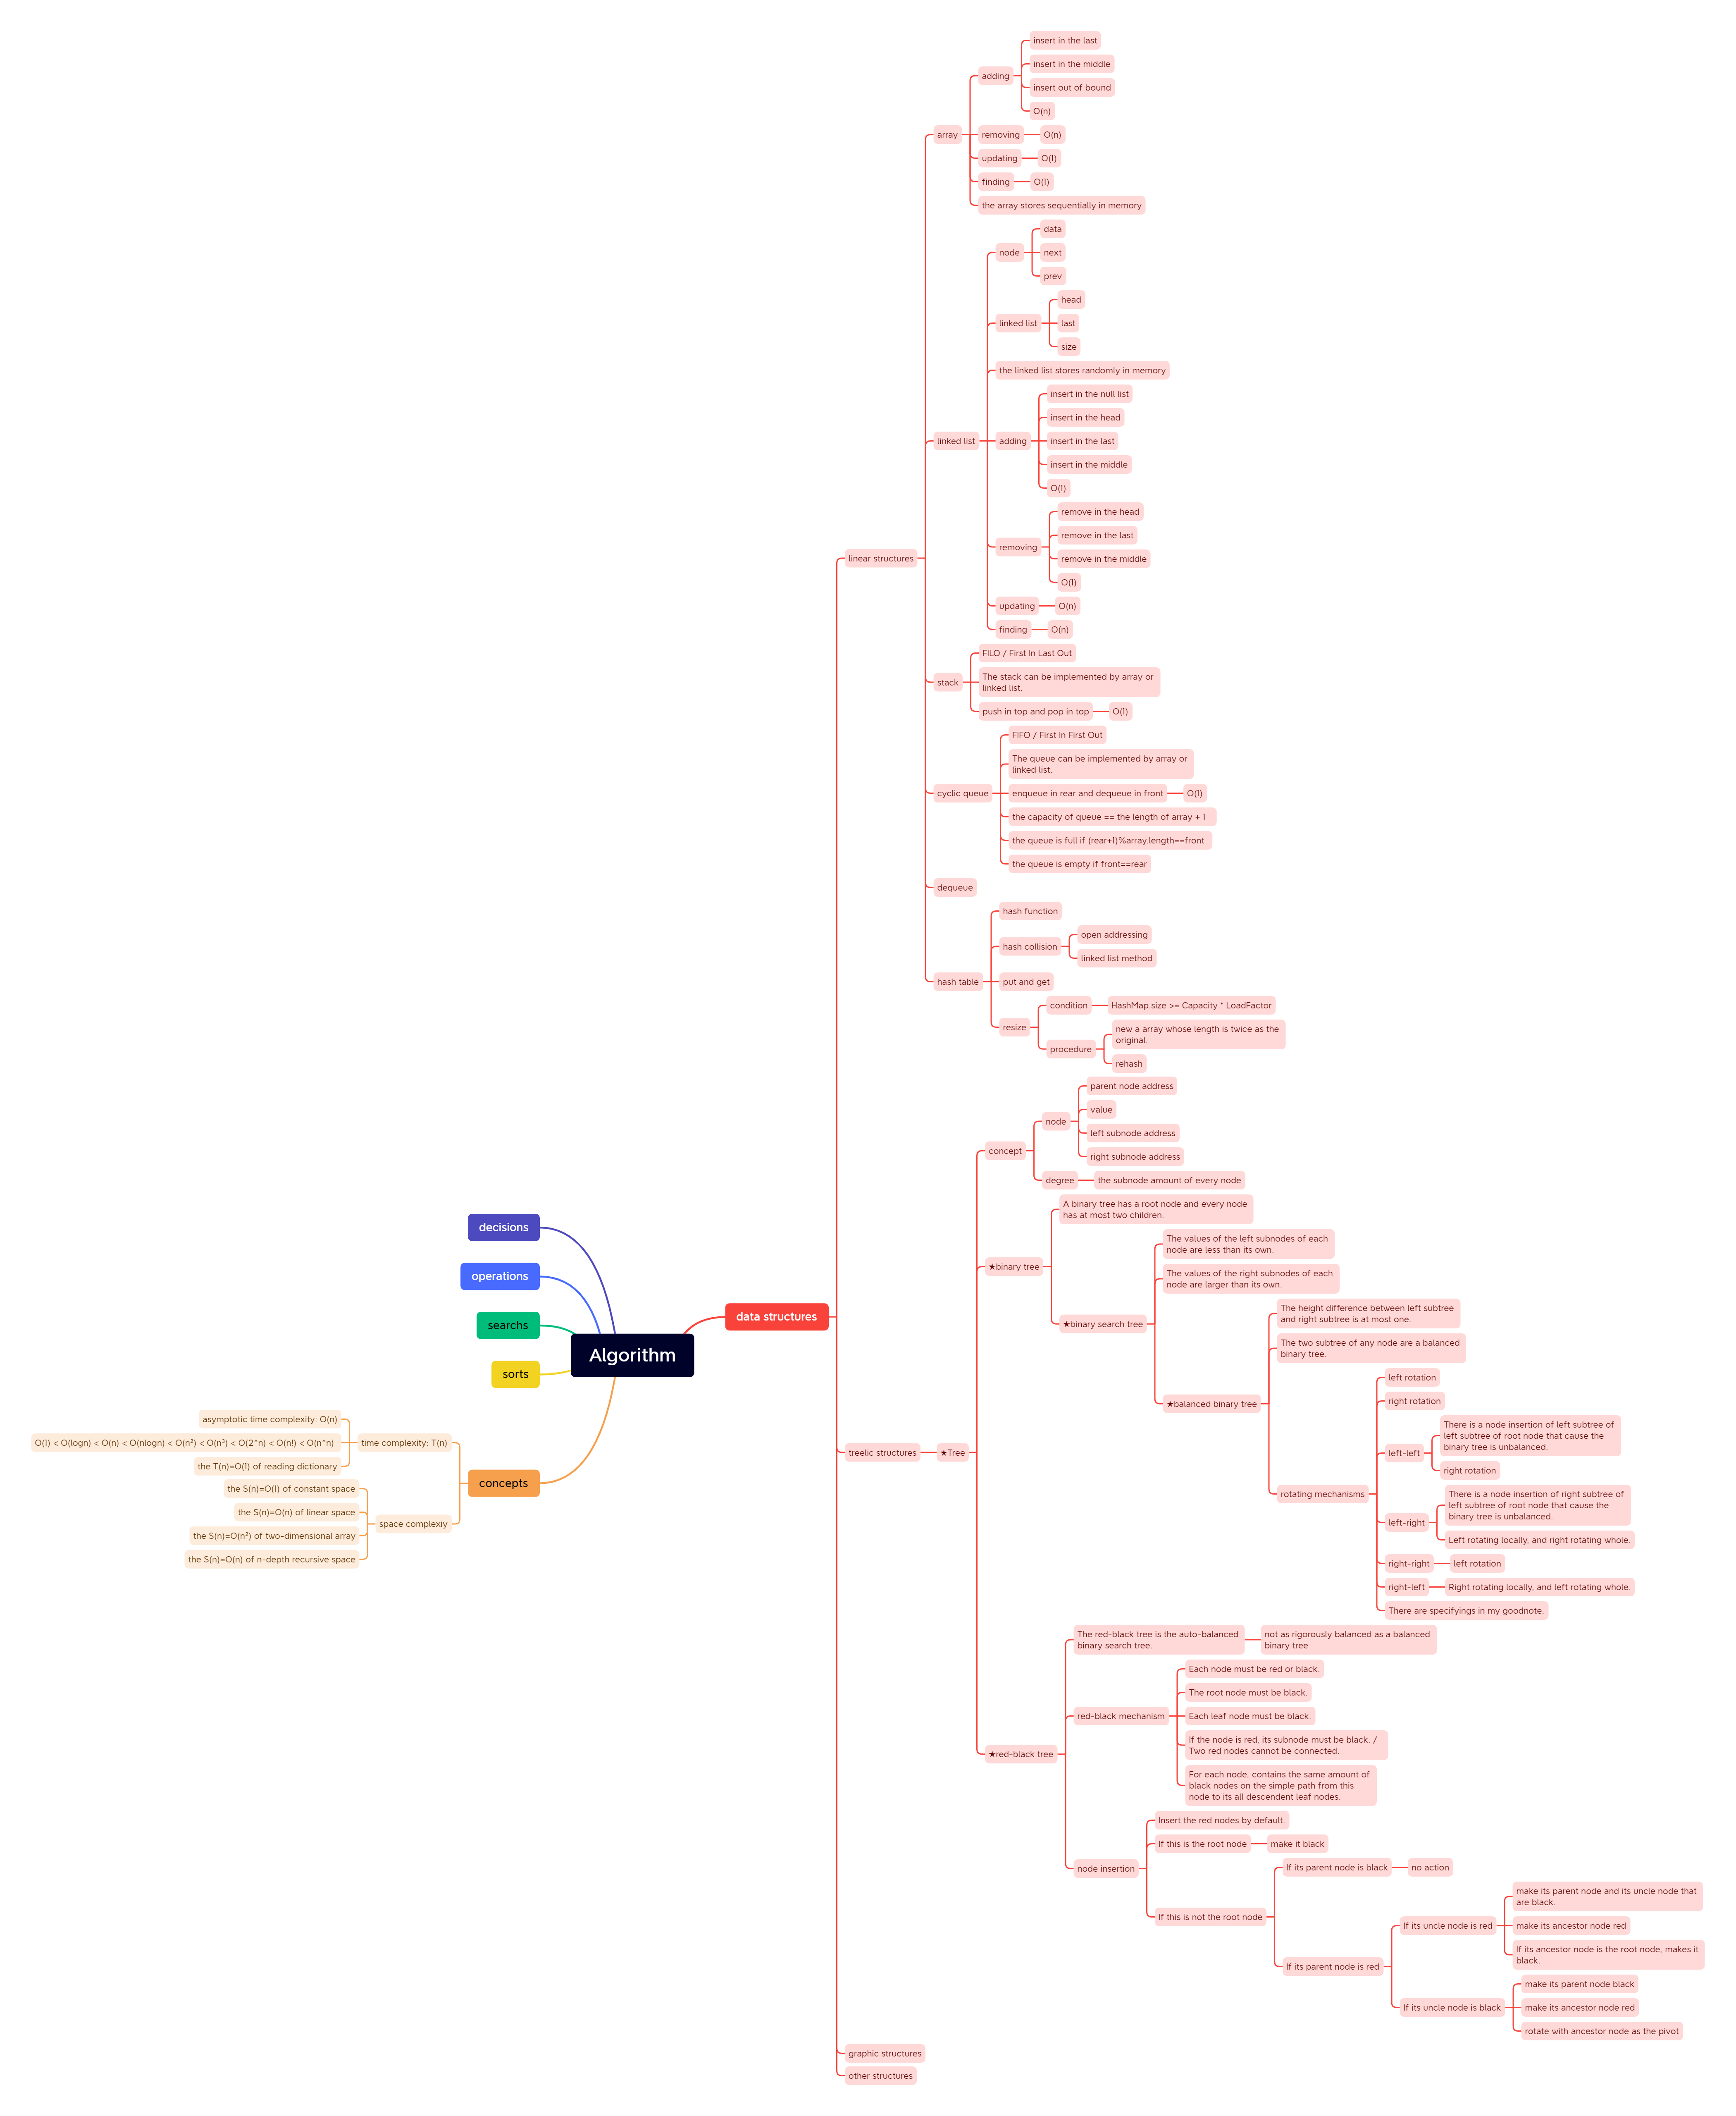 Algorithm
decisions
operations
searchs
sorts
concepts
time complexity: T(n)
asymptotic time complexity: O(n)
O(1) < O(logn) < O(n) < O(nlogn) < O(n²) < O(n³) < O(2^n) < O(n!) < O(n^n)
the T(n)=O(1) of reading dictionary
space complexiy
the S(n)=O(1) of constant space
the S(n)=O(n) of linear space
the S(n)=O(n²) of two-dimensional array
the S(n)=O(n) of n-depth recursive space
data structures
linear structures
array
adding
insert in the last
insert in the middle
insert out of bound
O(n)
removing
O(n)
updating
O(1)
finding
O(1)
the array stores sequentially in memory
linked list
node
data
next
prev
linked list
head
last
size
the linked list stores randomly in memory
adding
insert in the null list
insert in the head
insert in the last
insert in the middle
O(1)
removing
remove in the head
remove in the last
remove in the middle
O(1)
updating
O(n)
finding
O(n)
stack
FILO / First In Last Out
The stack can be implemented by array or
linked list.
push in top and pop in top
O(1)
cyclic queue
FIFO / First In First Out
The queue can be implemented by array or
linked list.
enqueue in rear and dequeue in front
O(1)
the capacity of queue == the length of array + 1
the queue is full if (rear+1)%array.length==front
the queue is empty if front==rear
dequeue
hash table
hash function
hash collision
open addressing
linked list method
put and get
resize
condition
HashMap.size >= Capacity * LoadFactor
procedure
new a array whose length is twice as the
original.
rehash
treelic structures
★Tree
concept
node
parent node address
value
left subnode address
right subnode address
degree
the subnode amount of every node
★binary tree
A binary tree has a root node and every node
has at most two children.
★binary search tree
The values of the left subnodes of each
node are less than its own.
The values of the right subnodes of each
node are larger than its own.
★balanced binary tree
The height difference between left subtree
and right subtree is at most one.
The two subtree of any node are a balanced
binary tree.
rotating mechanisms
left rotation
right rotation
left-left
There is a node insertion of left subtree of
left subtree of root node that cause the
binary tree is unbalanced.
right rotation
left-right
There is a node insertion of right subtree of
left subtree of root node that cause the
binary tree is unbalanced.
Left rotating locally, and right rotating whole.
right-right
left rotation
right-left
Right rotating locally, and left rotating whole.
There are specifyings in my goodnote.
★red-black tree
The red-black tree is the auto-balanced
binary search tree.
not as rigorously balanced as a balanced
binary tree
red-black mechanism
Each node must be red or black.
The root node must be black.
Each leaf node must be black.
If the node is red, its subnode must be black. /
Two red nodes cannot be connected.
For each node, contains the same amount of
black nodes on the simple path from this
node to its all descendent leaf nodes.
node insertion
Insert the red nodes by default.
If this is the root node
make it black
If this is not the root node
If its parent node is black
no action
If its parent node is red
If its uncle node is red
make its parent node and its uncle node that
are black.
make its ancestor node red
If its ancestor node is the root node, makes it
black.
If its uncle node is black
make its parent node black
make its ancestor node red
rotate with ancestor node as the pivot
graphic structures
other structures